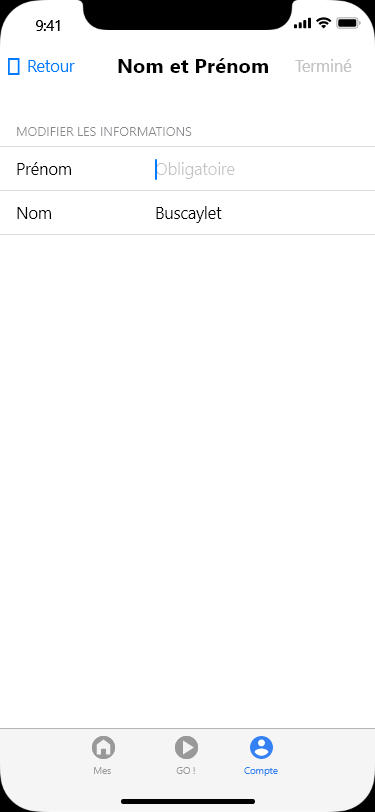 9:41
Retour Nom et Prénom Terminé
MODIFIER LES INFORMATIONS
Prénom Obligatoire
Nom Buscaylet
Mes GO ! Compte